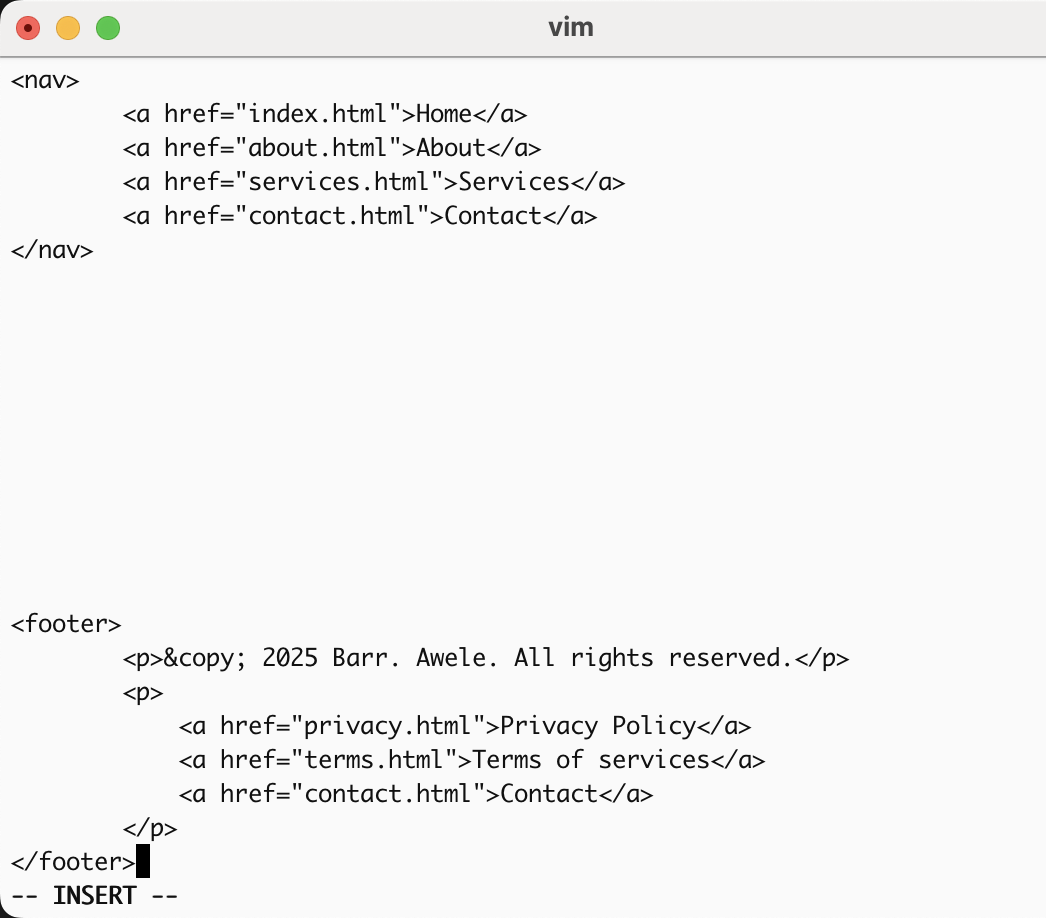 vim
<nav>
        <a href="index.html">Home</a>
        <a href="about.html">About</a>
        <a href="services.html">Services</a>
        <a href="contact.html">Contact</a>
</nav>
<footer>
        <p>&copy; 2025 Barr. Awele. All rights reserved.</p>
        <p>
            <a href="privacy.html">Privacy Policy</a>
            <a href="terms.html">Terms of services</a>
            <a href="contact.html">Contact</a>
        </p>
</footer>
-- INSERT --